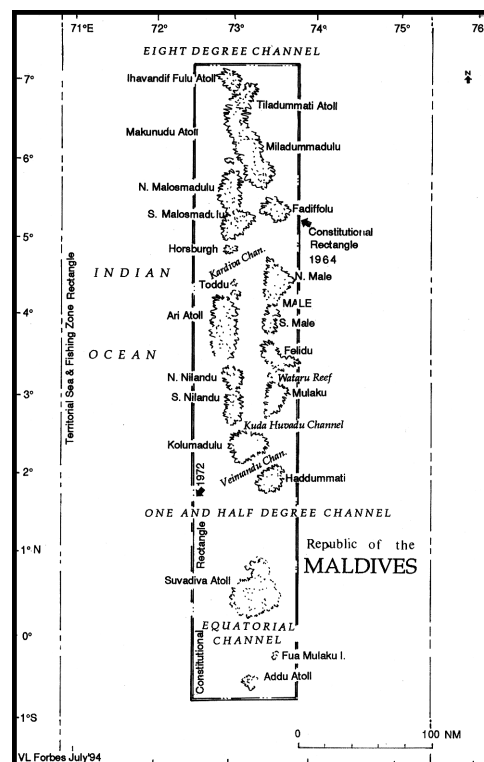 71°E
72°
73°
74°
75°
76°
EIGHT DEGREE CHANNEL
N
7°
Ihavandif Fulu Atoll
Tiladummati Atoll
Makunudu Atoll
Miladummadulu
6°
N. Malosmadulu
S. Malosmadulu
Fadiffolu
Constitutional
Rectangle
1964
5°
Horsburgh
Kardiva Chan.
INDIAN
Toddu
N. Male
MALE
4°
Ari Atoll
S. Male
OCEAN
Felidu
N. Nilandu
Wataru Reef
3°
S. Nilandu
Mulaku
Kuda Huvadu Channel
Kolumadulu
Veimandu Chan.
2°
Haddummati
ONE AND HALF DEGREE CHANNEL
Territorial Sea & Fishing Zone Rectangle
Constitutional Rectangle 1972
1°N
Republic of the
MALDIVES
Suvadiva Atoll
EQUATORIAL
CHANNEL
0°
Fua Mulaku I.
Addu Atoll
1°S
0 100 NM
VL Forbes July'94